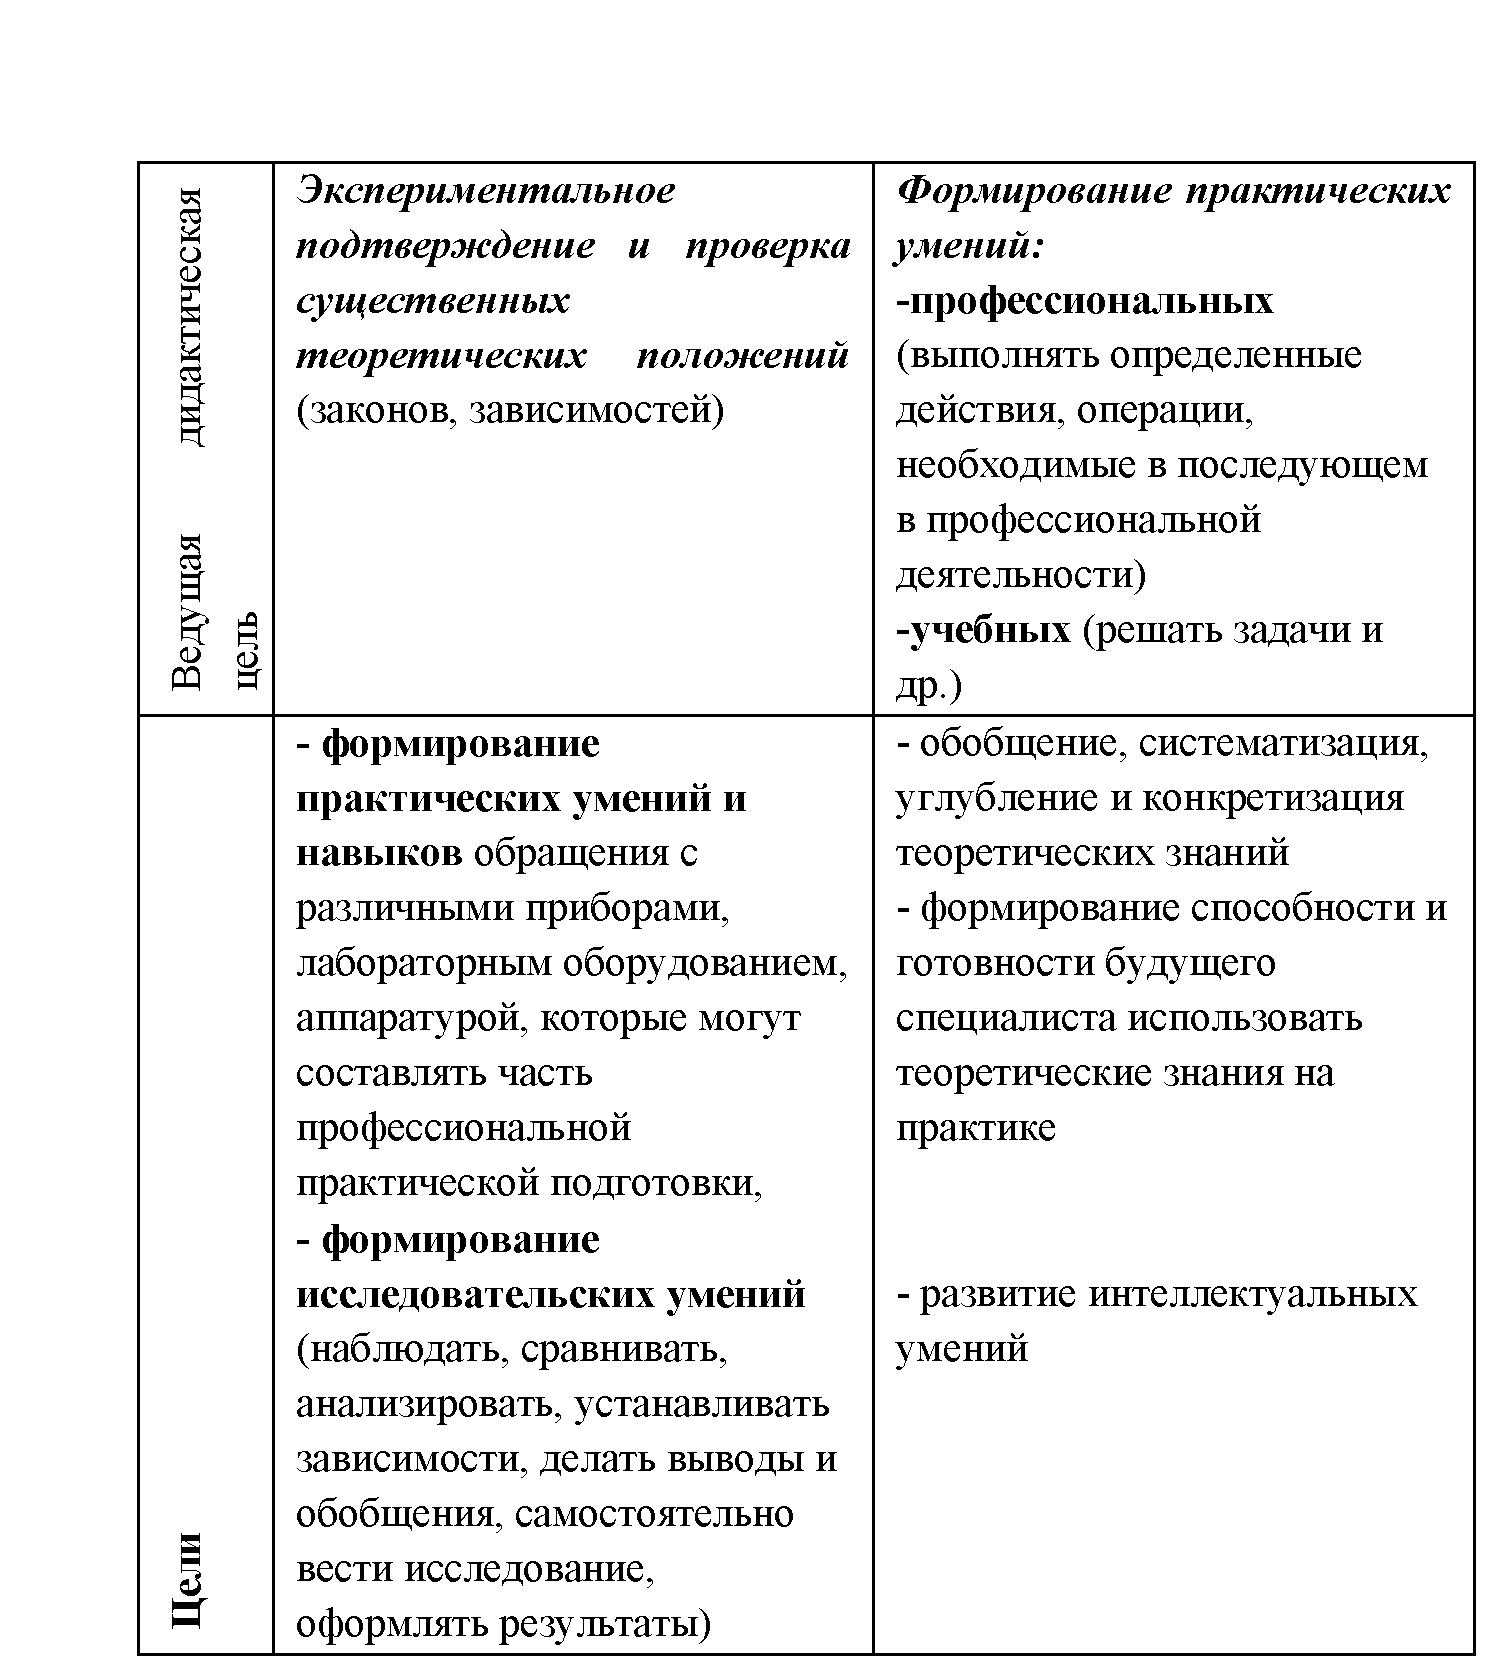 Ведущая дидактическая
цель
Экспериментальное
подтверждение и проверка
существенных
теоретических положений
(законов, зависимостей)
Формирование практических
умений:
-профессиональных
(выполнять определенные
действия, операции,
необходимые в последующем
в профессиональной
деятельности)
-учебных (решать задачи и
др.)
Цели
- формирование
практических умений и
навыков обращения с
различными приборами,
лабораторным оборудованием,
аппаратурой, которые могут
составлять часть
профессиональной
практической подготовки,
- формирование
исследовательских умений
(наблюдать, сравнивать,
анализировать, устанавливать
зависимости, делать выводы и
обобщения, самостоятельно
вести исследование,
оформлять результаты)
- обобщение, систематизация,
углубление и конкретизация
теоретических знаний
- формирование способности и
готовности будущего
специалиста использовать
теоретические знания на
практике
- развитие интеллектуальных
умений